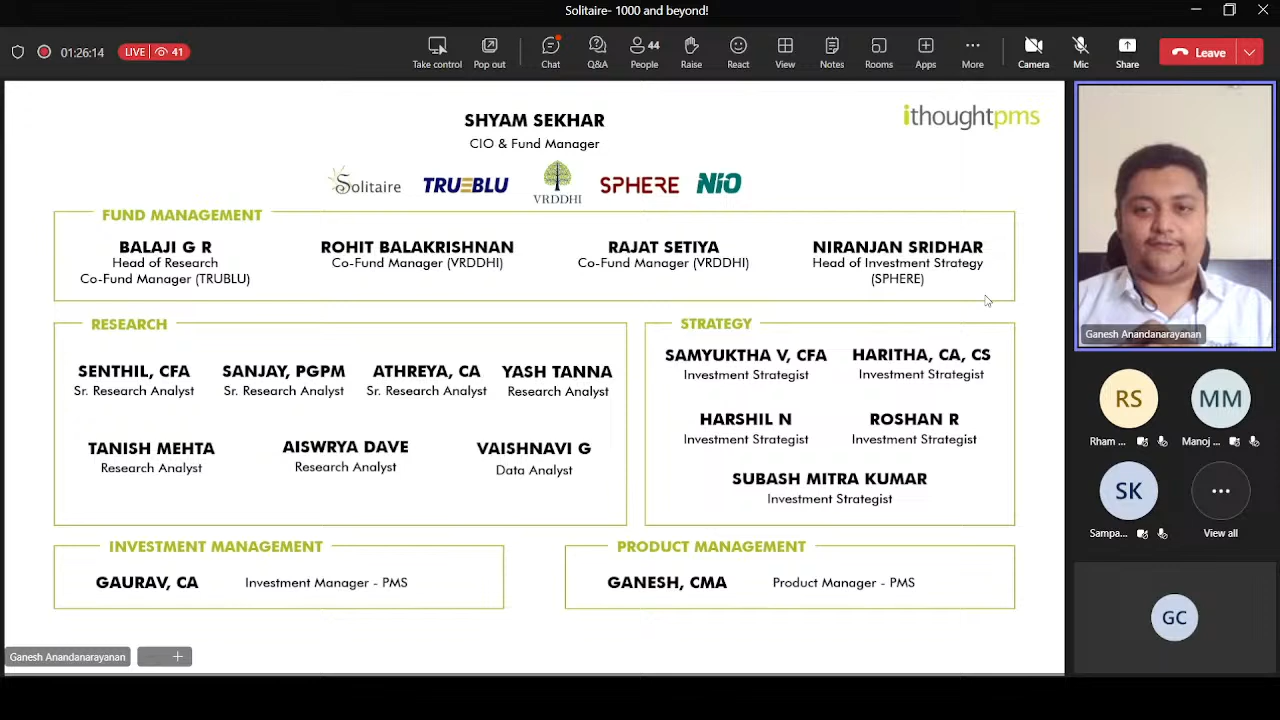 Solitaire- 1000 and beyond!
01:26:14 LIVE 41
Take control Pop out Chat Q&A 44 People Raise React View Notes Rooms Apps More Camera Mic Share Leave
ithoughtpms
SHYAM SEKHAR
CIO & Fund Manager
Solitaire TRUEBLU VRDDHI SPHERE NiO
FUND MANAGEMENT
BALAJI G R
Head of Research
Co-Fund Manager (TRUBLU)
ROHIT BALAKRISHNAN
Co-Fund Manager (VRDDHI)
RAJAT SETIYA
Co-Fund Manager (VRDDHI)
NIRANJAN SRIDHAR
Head of Investment Strategy
(SPHERE)
RESEARCH
SENTHIL, CFA
Sr. Research Analyst
SANJAY, PGPM
Sr. Research Analyst
ATHREYA, CA
Sr. Research Analyst
YASH TANNA
Research Analyst
TANISH MEHTA
Research Analyst
AISWRYA DAVE
Research Analyst
VAISHNAVI G
Data Analyst
STRATEGY
SAMYUKTHA V, CFA
Investment Strategist
HARITHA, CA, CS
Investment Strategist
HARSHIL N
Investment Strategist
ROSHAN R
Investment Strategist
SUBASH MITRA KUMAR
Investment Strategist
INVESTMENT MANAGEMENT
GAURAV, CA Investment Manager - PMS
PRODUCT MANAGEMENT
GANESH, CMA Product Manager - PMS
Ganesh Anandanarayanan
Ganesh Anandanarayanan
RS
Rham ...
MM
Manoj ...
SK
Sampa...
View all
GC